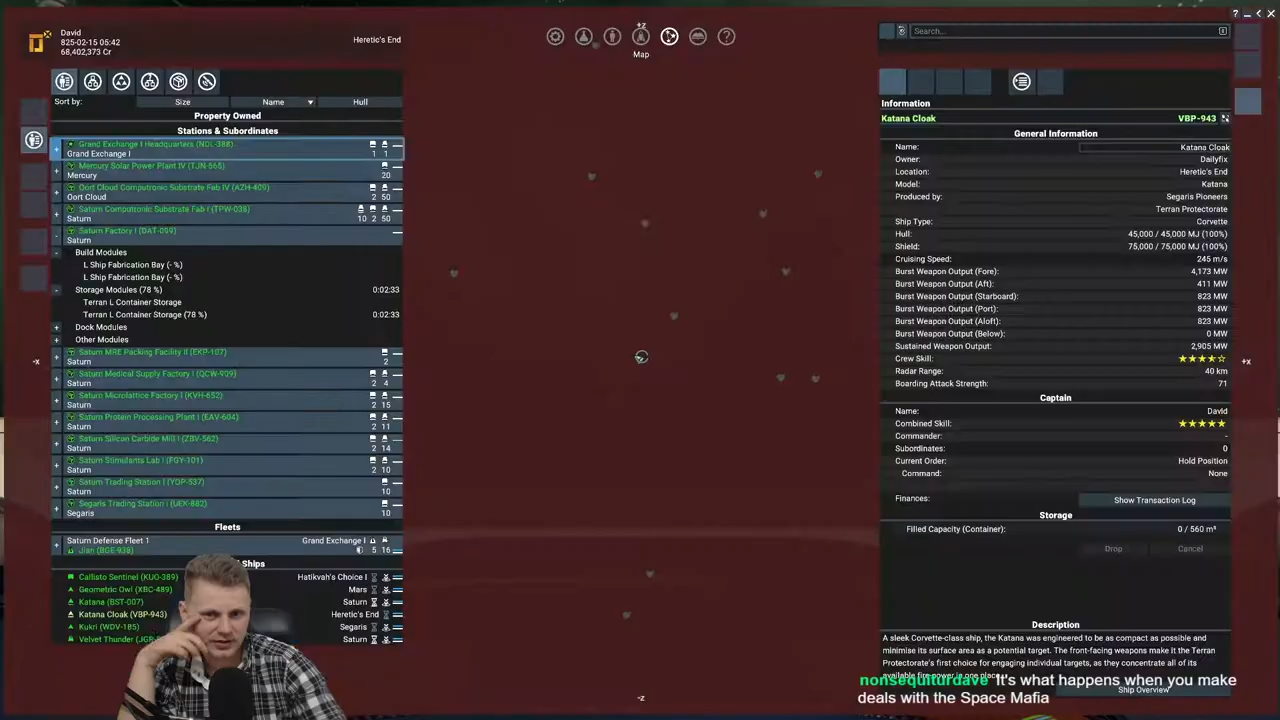 David
825-02-15 05:42
68,402,373 Cr
Heretic's End
+z
Map
? _ < X
Search...
Sort by:
Size
Name
Hull
Property Owned
Stations & Subordinates
Grand Exchange I Headquarters (NDL-388)
Grand Exchange I 1 1
Mercury Solar Power Plant IV (TJN-565)
Mercury 20
Oort Cloud Computronic Substrate Fab IV (AZH-409)
Oort Cloud 2 50
Saturn Computronic Substrate Fab I (TPW-038)
Saturn 10 2 50
Saturn Factory I (DAT-099)
Saturn
Build Modules
L Ship Fabrication Bay (- %)
L Ship Fabrication Bay (- %)
Storage Modules (78 %) 0:02:33
Terran L Container Storage
Terran L Container Storage (78 %) 0:02:33
Dock Modules
Other Modules
Saturn MRE Packing Facility II (EKP-107)
Saturn 2
Saturn Medical Supply Factory I (QCW-909)
Saturn 2 4
Saturn Microlattice Factory I (KVH-652)
Saturn 2 15
Saturn Protein Processing Plant I (EAV-604)
Saturn 2 11
Saturn Silicon Carbide Mill I (ZBV-562)
Saturn 2 14
Saturn Stimulants Lab I (FGY-101)
Saturn 2 10
Saturn Trading Station I (YQP-537)
Saturn 10
Segaris Trading Station I (UEK-882)
Segaris 10
Fleets
Saturn Defense Fleet 1 Grand Exchange I
Jian (BGE-938) 5 16
Ships
Callisto Sentinel (KUO-389) Hatikvah's Choice I
Geometric Owl (XBC-489) Mars
Katana (BST-007) Saturn
Katana Cloak (VBP-943) Heretic's End
Kukri (WDV-185) Segaris
Velvet Thunder Saturn
-x
+x
-z
Information
Katana Cloak VBP-943
General Information
Name: Katana Cloak
Owner: Dailyfix
Location: Heretic's End
Model: Katana
Produced by: Segaris Pioneers
Terran Protectorate
Ship Type: Corvette
Hull: 45,000 / 45,000 MJ (100%)
Shield: 75,000 / 75,000 MJ (100%)
Cruising Speed: 245 m/s
Burst Weapon Output (Fore): 4,173 MW
Burst Weapon Output (Aft): 411 MW
Burst Weapon Output (Starboard): 823 MW
Burst Weapon Output (Port): 823 MW
Burst Weapon Output (Aloft): 823 MW
Burst Weapon Output (Below): 0 MW
Sustained Weapon Output: 2,905 MW
Crew Skill:
Radar Range: 40 km
Boarding Attack Strength: 71
Captain
Name: David
Combined Skill:
Commander: -
Subordinates: 0
Current Order: Hold Position
Command: None
Finances: Show Transaction Log
Storage
Filled Capacity (Container): 0 / 560 m³
Drop Cancel
Description
A sleek Corvette-class ship, the Katana was engineered to be as compact as possible and
minimise its surface area as a potential target. The front-facing weapons make it the Terran
Protectorate's first choice for engaging individual targets, as they concentrate all of its
nonsequiturdave It's what happens when you make
deals with the Space Mafia
Ship Overview